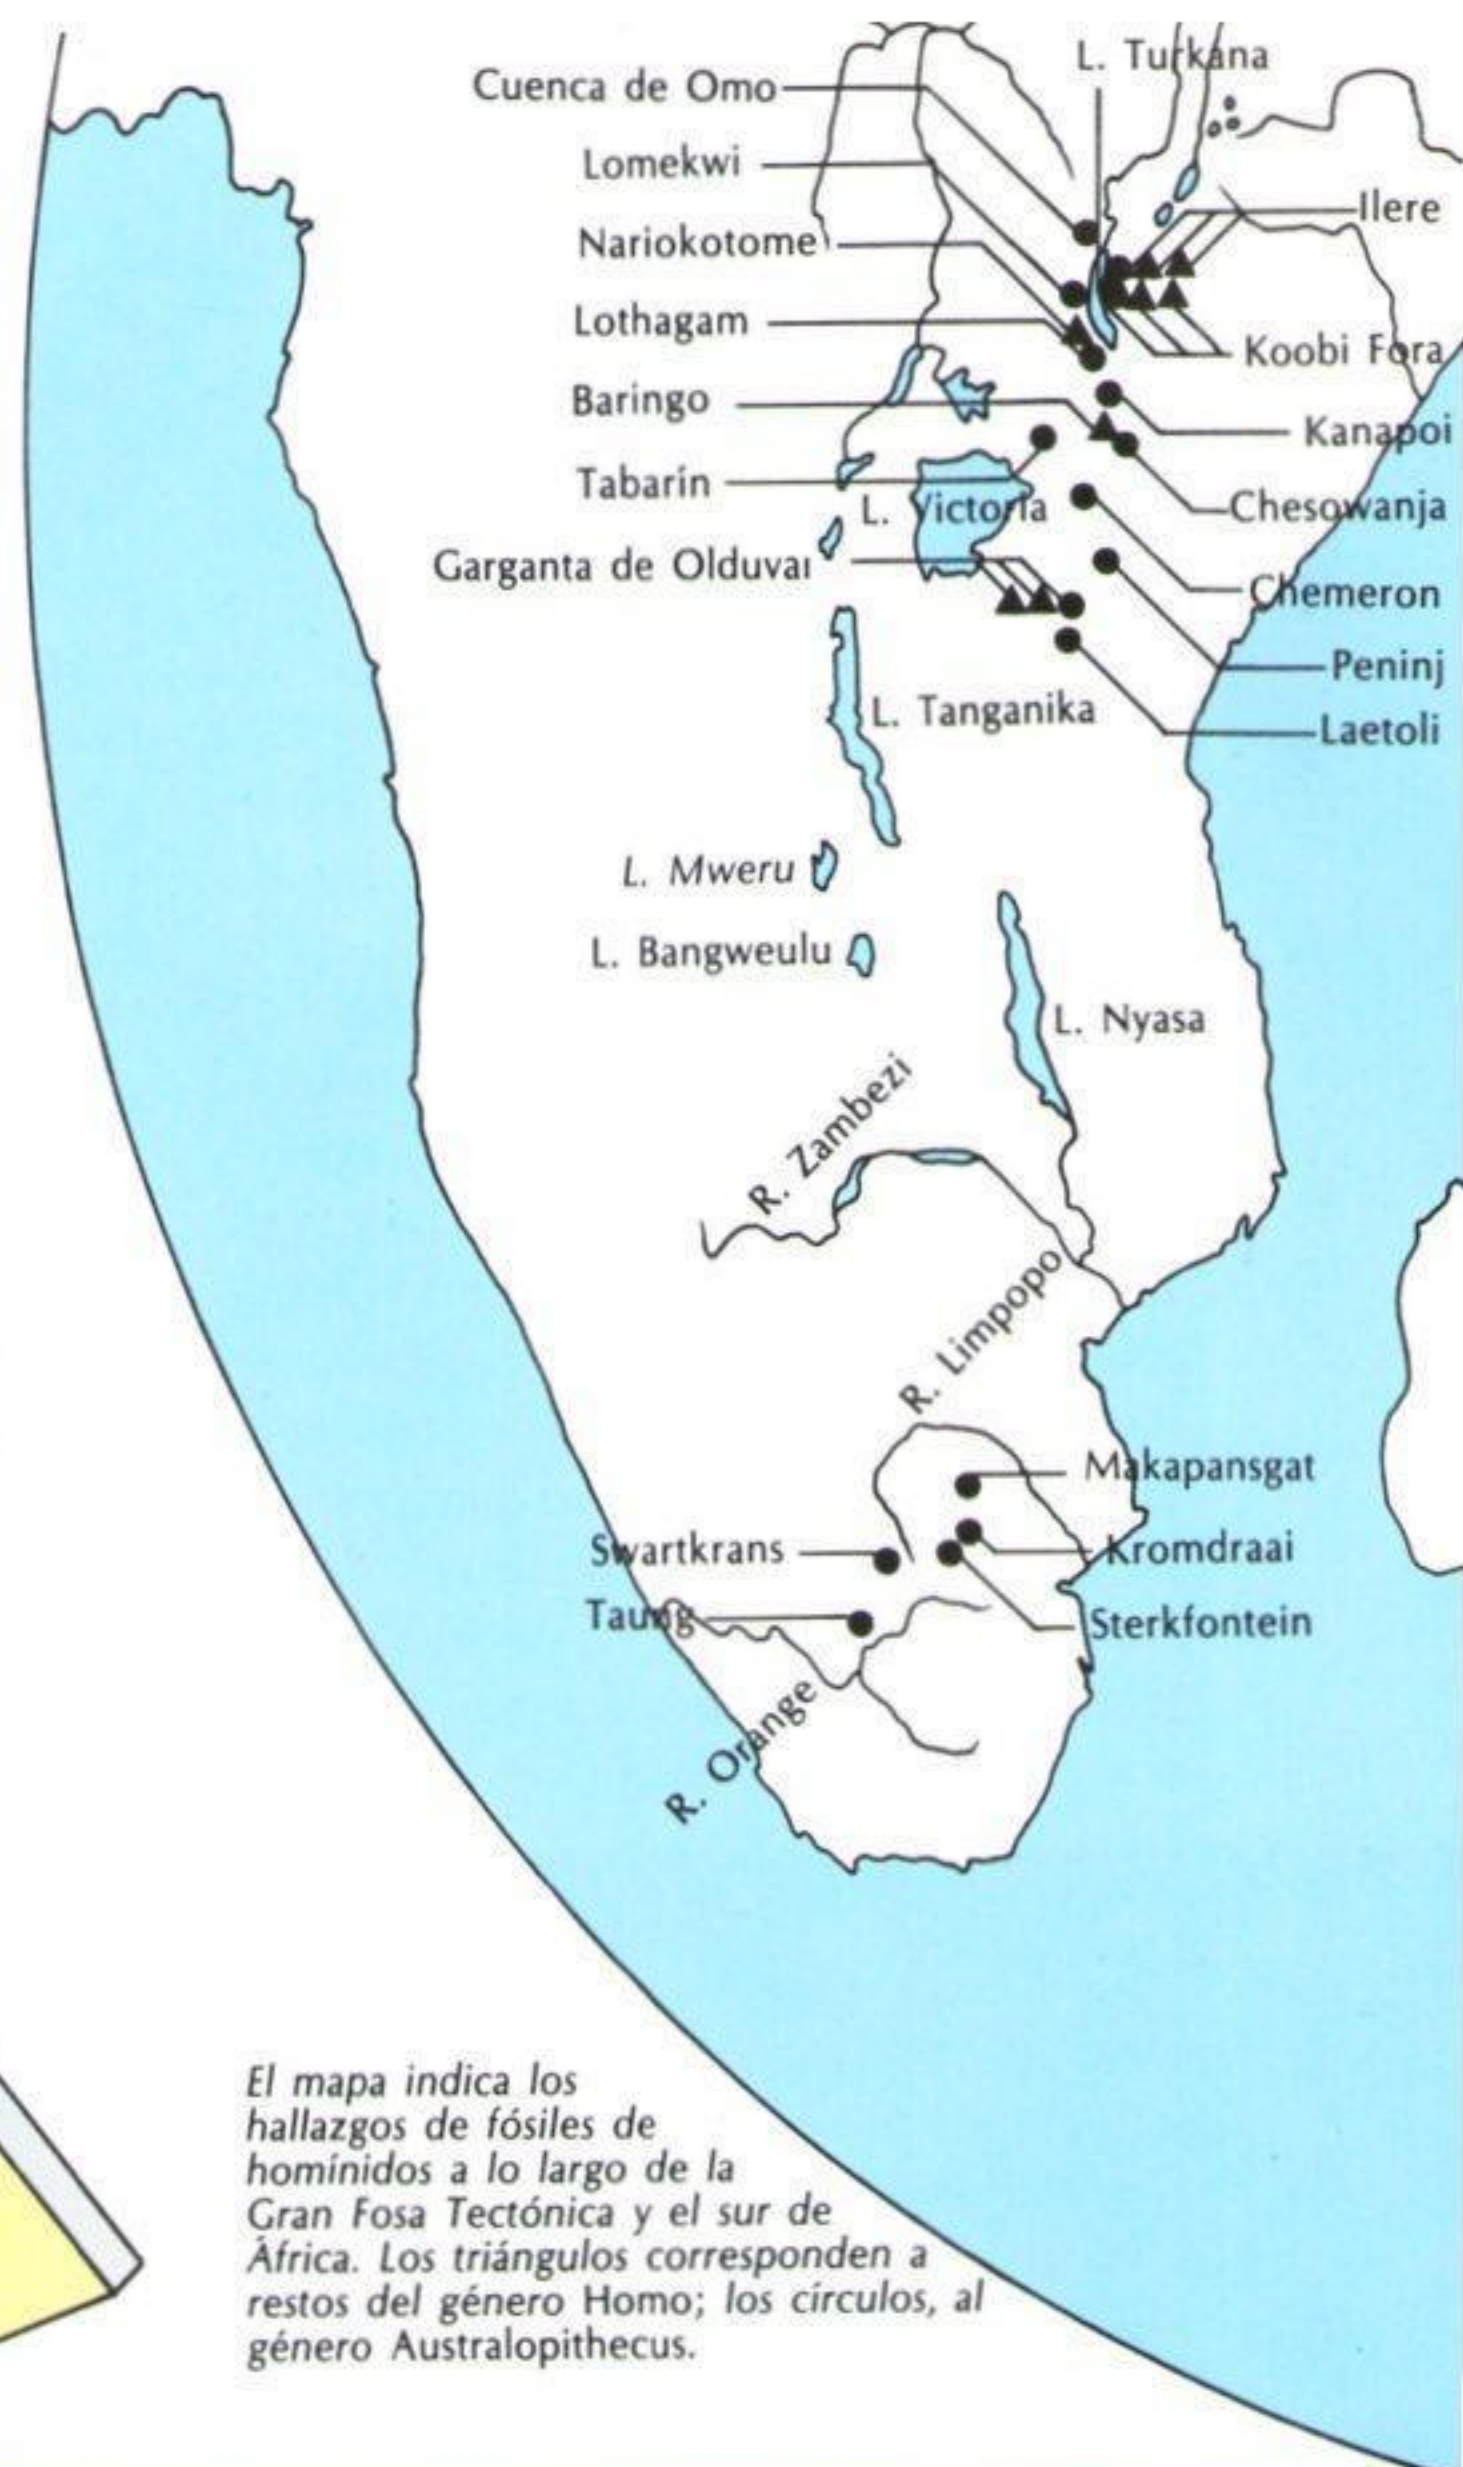 L. Turkana
Cuenca de Omo
Lomekwi
Ilere
Nariokotome
Lothagam
Koobi Fora
Baringo
Kanapoi
Tabarín
L. Victoria
Chesowanja
Garganta de Olduvai
Chemeron
Peninj
L. Tanganika
Laetoli
L. Mweru
L. Bangweulu
L. Nyasa
R. Zambezi
R. Limpopo
Makapansgat
Swartkrans
Kromdraai
Taung
Sterkfontein
R. Orange
El mapa indica los
hallazgos de fósiles de
homínidos a lo largo de la
Gran Fosa Tectónica y el sur de
África. Los triángulos corresponden a
restos del género Homo; los círculos, al
género Australopithecus.